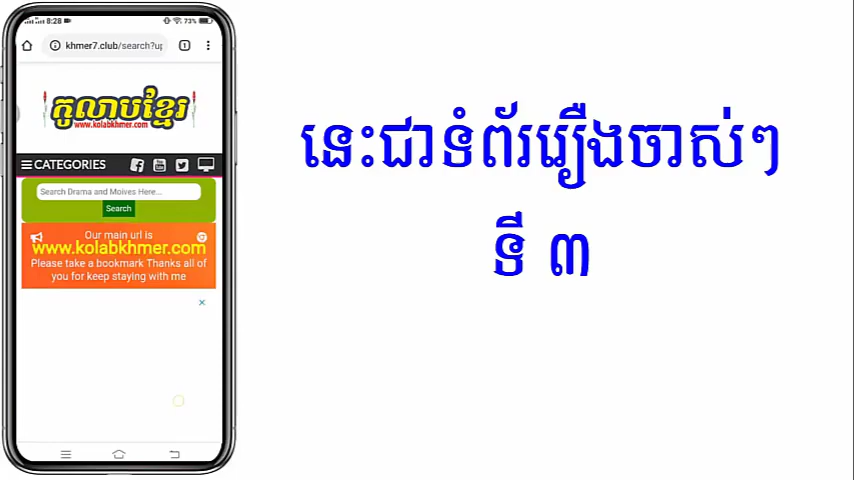 8:28
73%
khmer7.club/search?up
1
កូលាបខ្មែរ
www.kolabkhmer.com
CATEGORIES
Search Drama and Moives Here...
Search
Our main url is
www.kolabkhmer.com
Please take a bookmark Thanks all of
you for keep staying with me
នេះជាទំព័ររឿងចាស់ៗ
ទី ៣